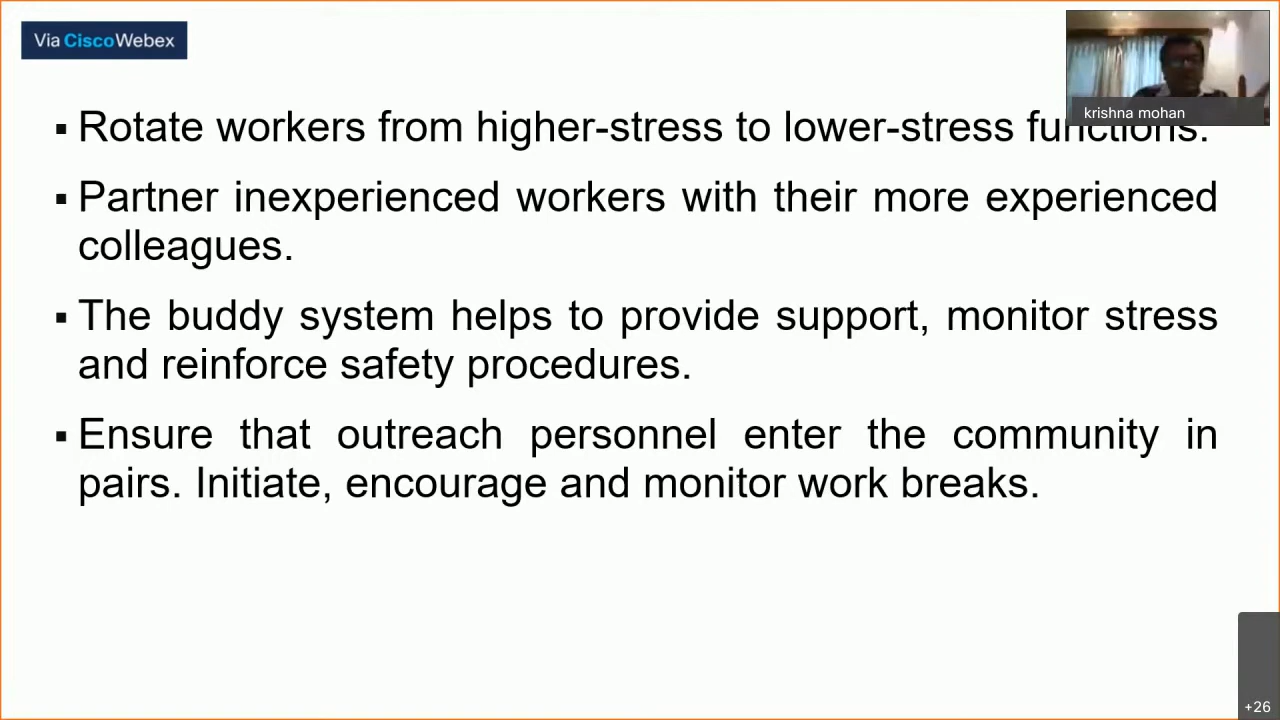 Via CiscoWebex
krishna mohan
▪ Rotate workers from higher-stress to lower-stress functions.
▪ Partner inexperienced workers with their more experienced
colleagues.
▪ The buddy system helps to provide support, monitor stress
and reinforce safety procedures.
▪ Ensure that outreach personnel enter the community in
pairs. Initiate, encourage and monitor work breaks.
+26